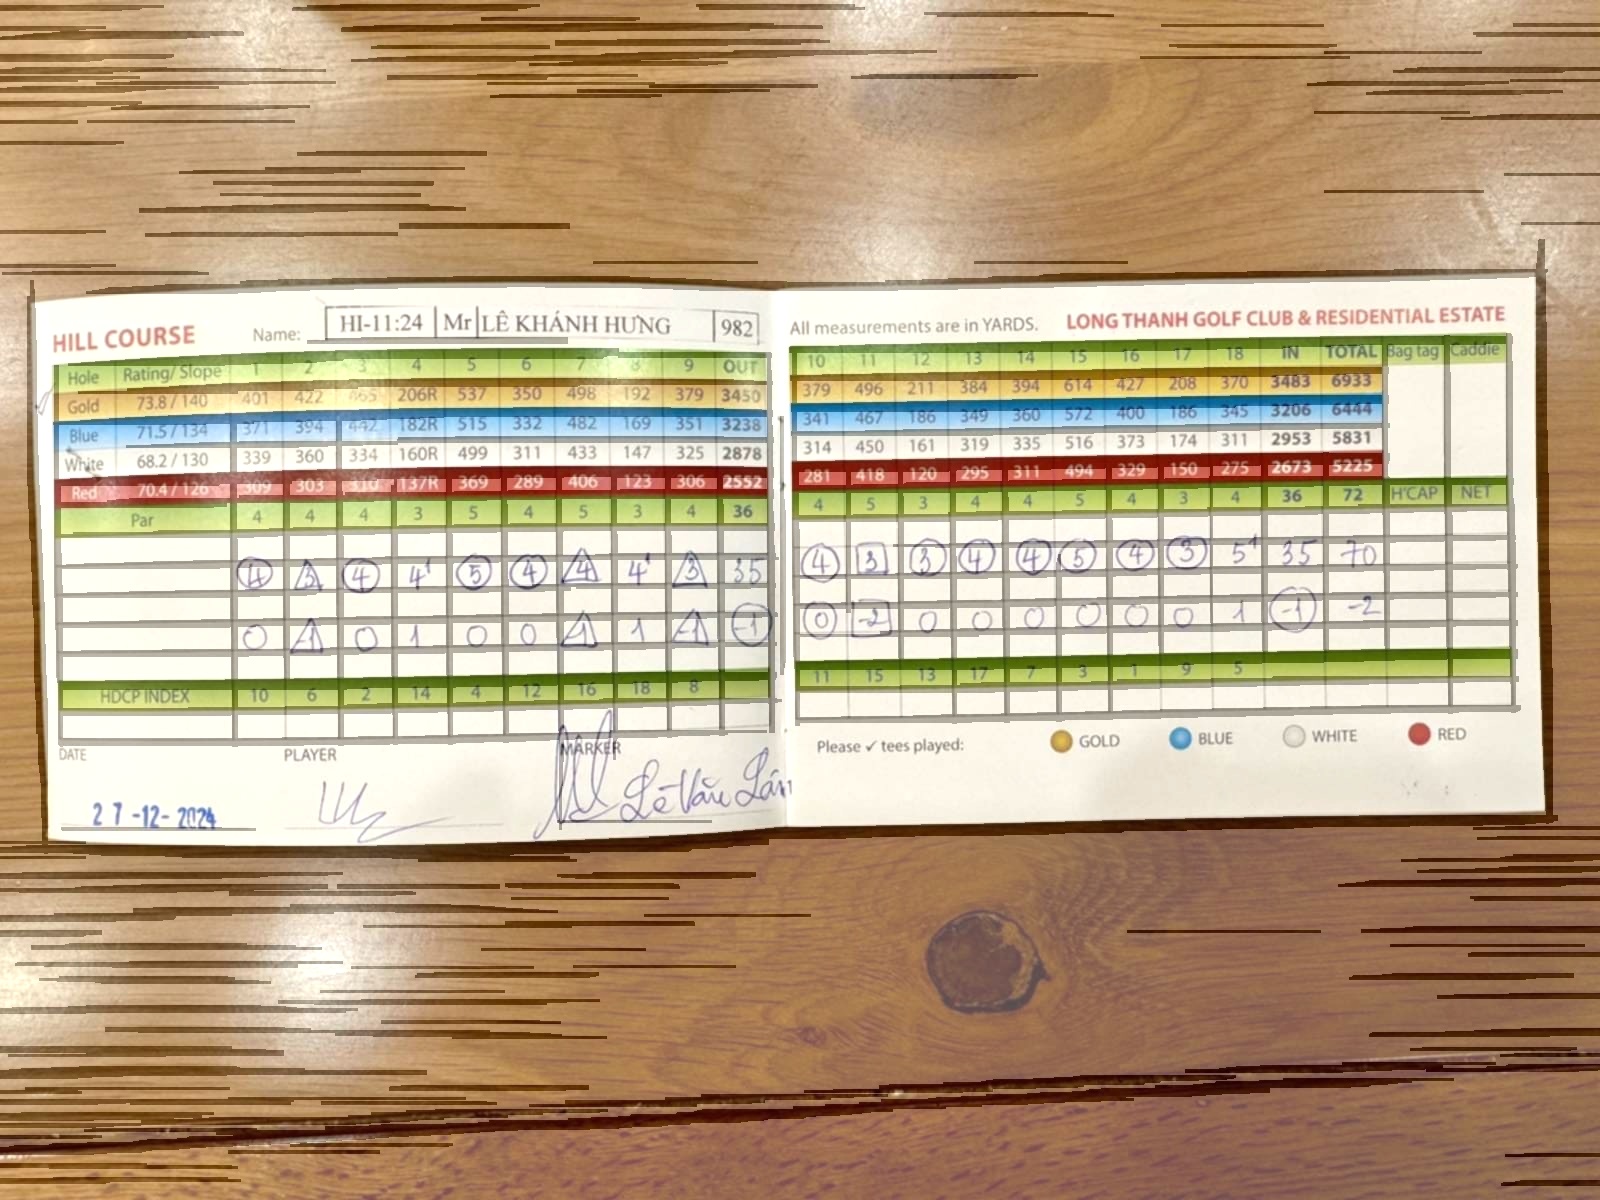 HILL COURSE Name: HI-11:24 Mr LÊ KHÁNH HƯNG 982
Hole Rating/ Slope 1 2 3 4 5 6 7 8 9 OUT
Gold 73.8 / 140 401 422 465 206R 537 350 498 192 379 3450
Blue 71.5 / 134 371 394 442 182R 515 332 482 169 351 3238
White 68.2 / 130 339 360 334 160R 499 311 433 147 325 2878
Red 70.4 / 126 309 303 310 137R 369 289 406 123 306 2552
Par 4 4 4 3 5 4 5 3 4 36
4 3 4 4' 5 4 4 4' 3 35
0 -1 0 1 0 0 -1 1 -1 -1
HDCP INDEX 10 6 2 14 4 12 16 18 8
DATE PLAYER MARKER
27-12-2024 Lê Văn Lán
All measurements are in YARDS. LONG THANH GOLF CLUB & RESIDENTIAL ESTATE
10 11 12 13 14 15 16 17 18 IN TOTAL Bag tag Caddie
379 496 211 384 394 614 427 208 370 3483 6933
341 467 186 349 360 572 400 186 345 3206 6444
314 450 161 319 335 516 373 174 311 2953 5831
281 418 120 295 311 494 329 150 275 2673 5225
4 5 3 4 4 5 4 3 4 36 72 H'CAP NET
4 3 3 4 4 5 4 3 5' 35 70
0 -2 0 0 0 0 0 0 1 -1 -2
11 15 13 17 7 3 1 9 5
Please ✓ tees played: GOLD BLUE WHITE RED